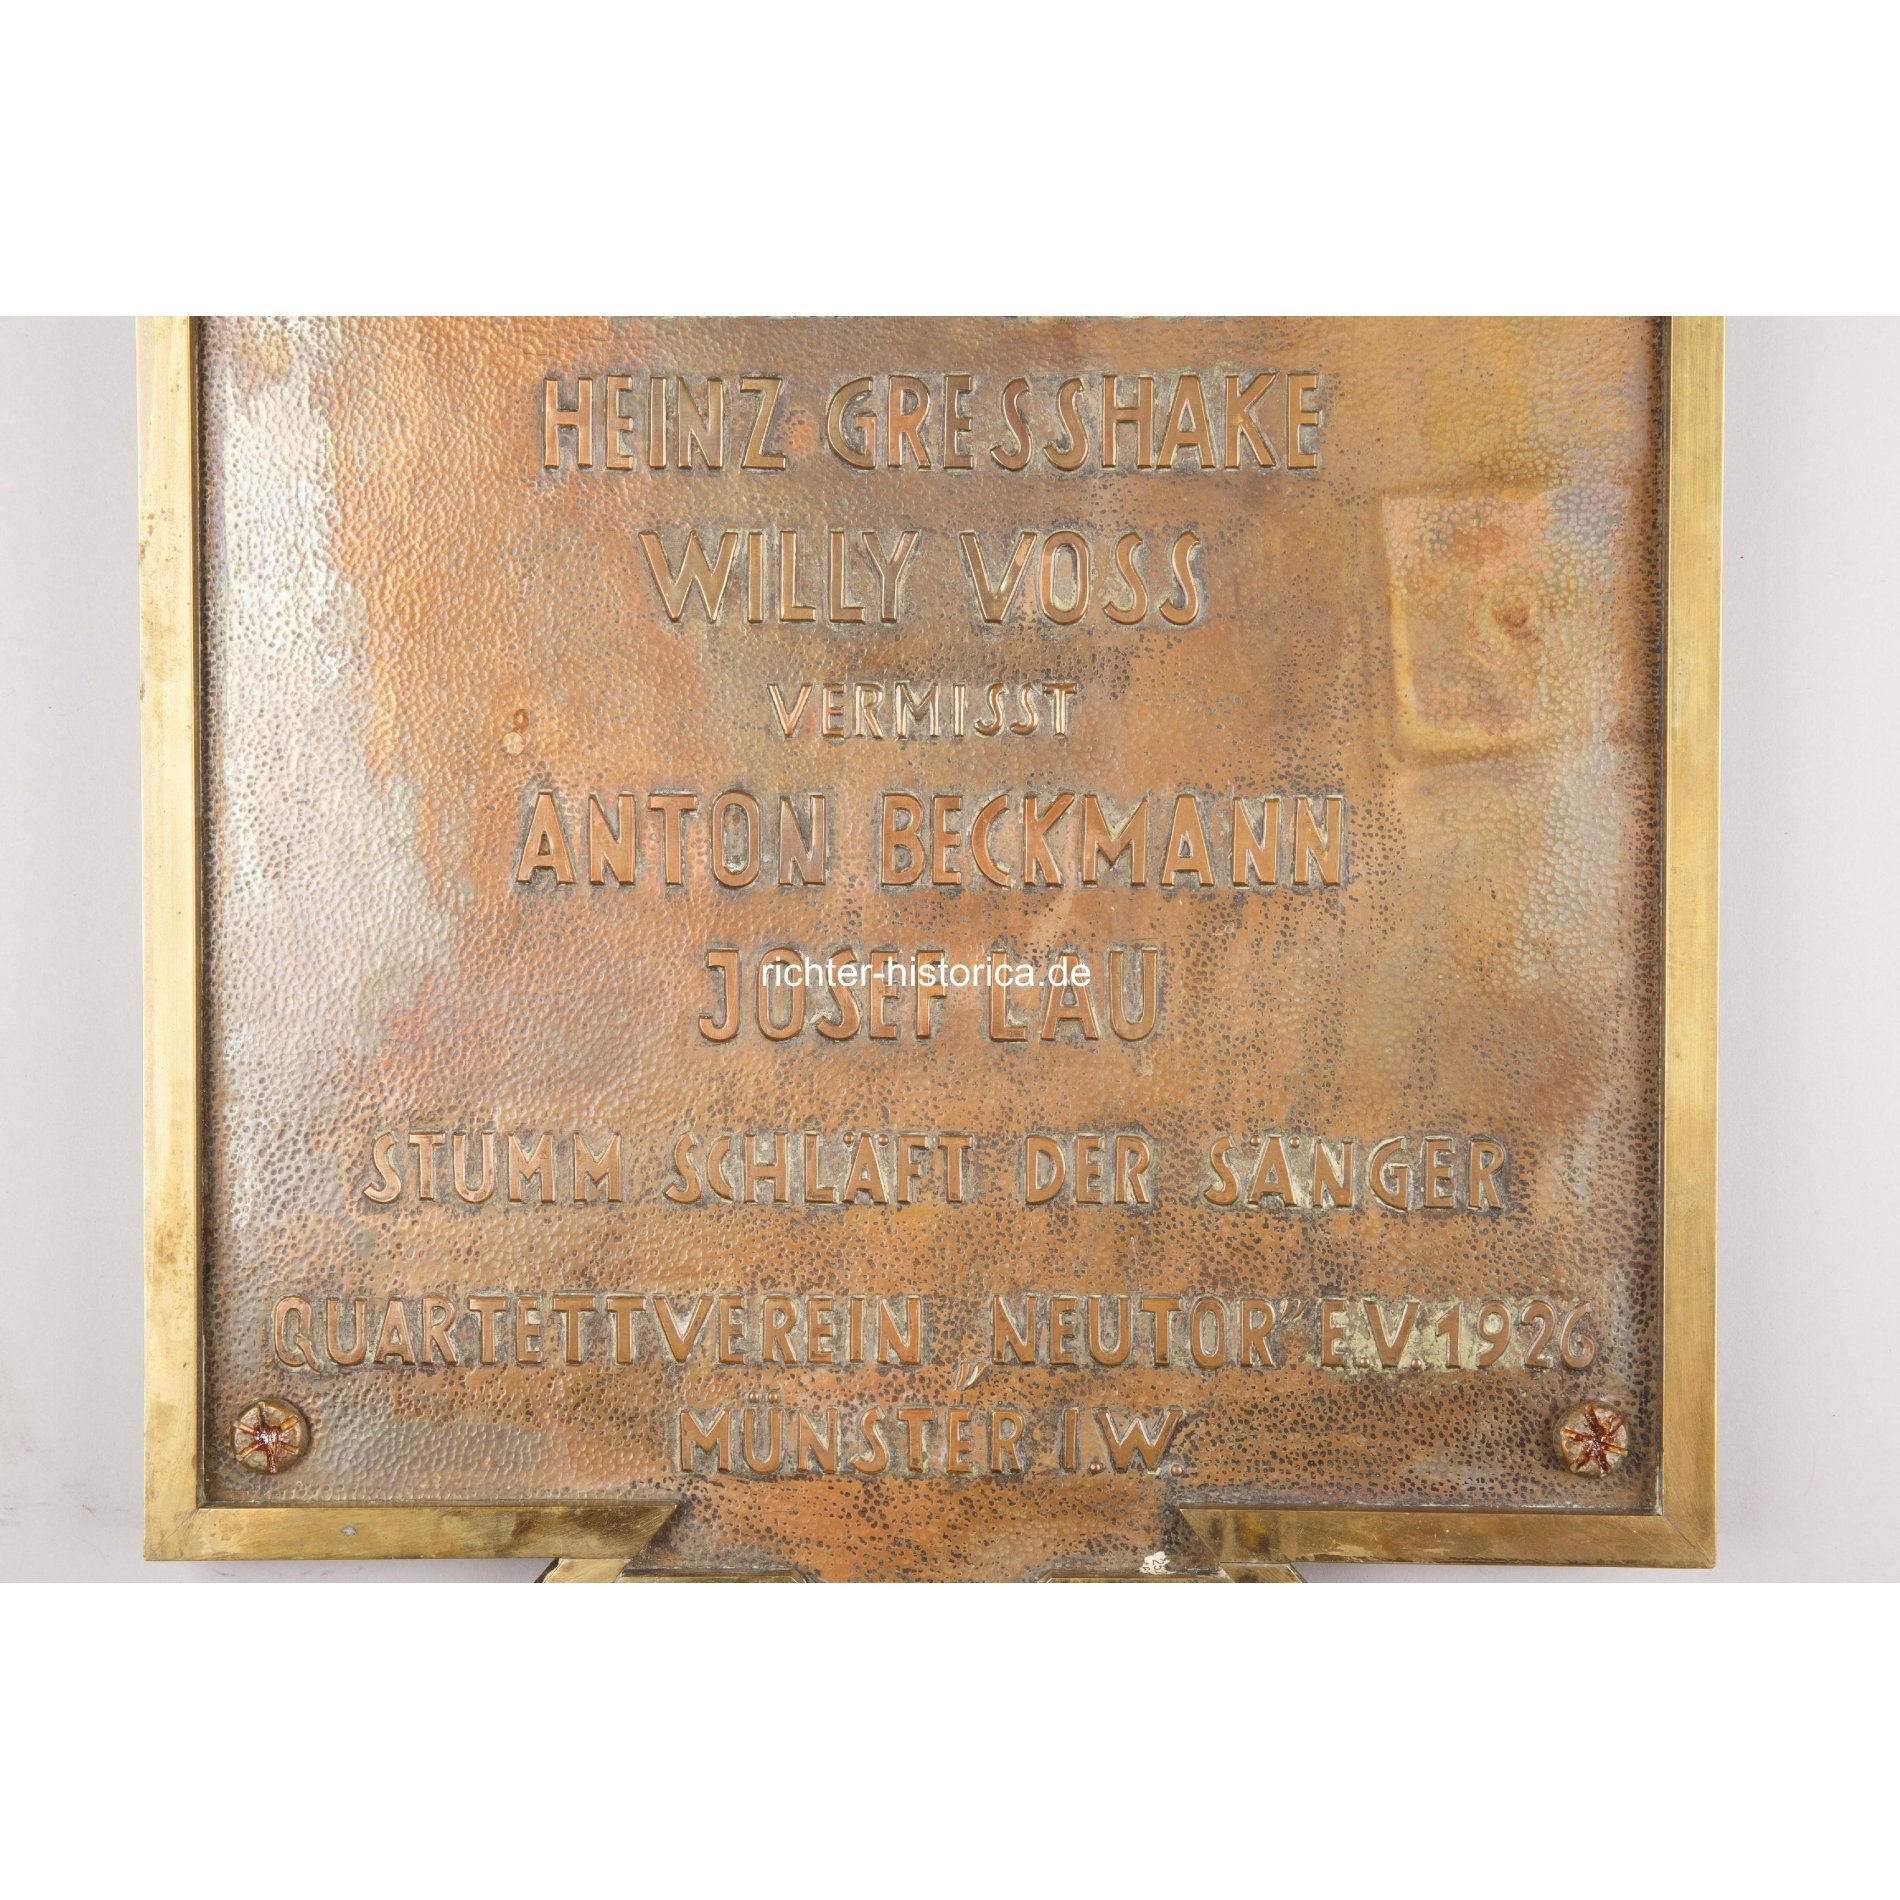 HEINZ GRESSHAKE
WILLY VOSS
VERMISST
ANTON BECKMANN
JOSEF LAU
richter-historica.de
STUMM SCHLÄFT DER SÄNGER
QUARTETTVEREIN „NEUTOR” E.V. 1926
MÜNSTER I.W.